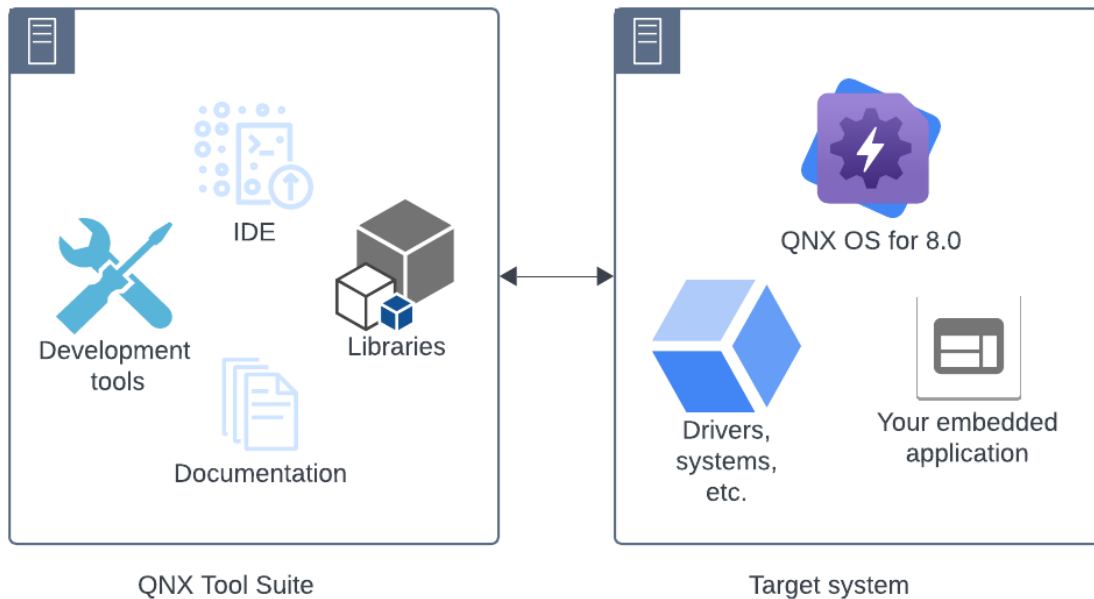 IDE
Development
tools
Libraries
Documentation
QNX Tool Suite
QNX OS for 8.0
Drivers,
systems,
etc.
Your embedded
application
Target system